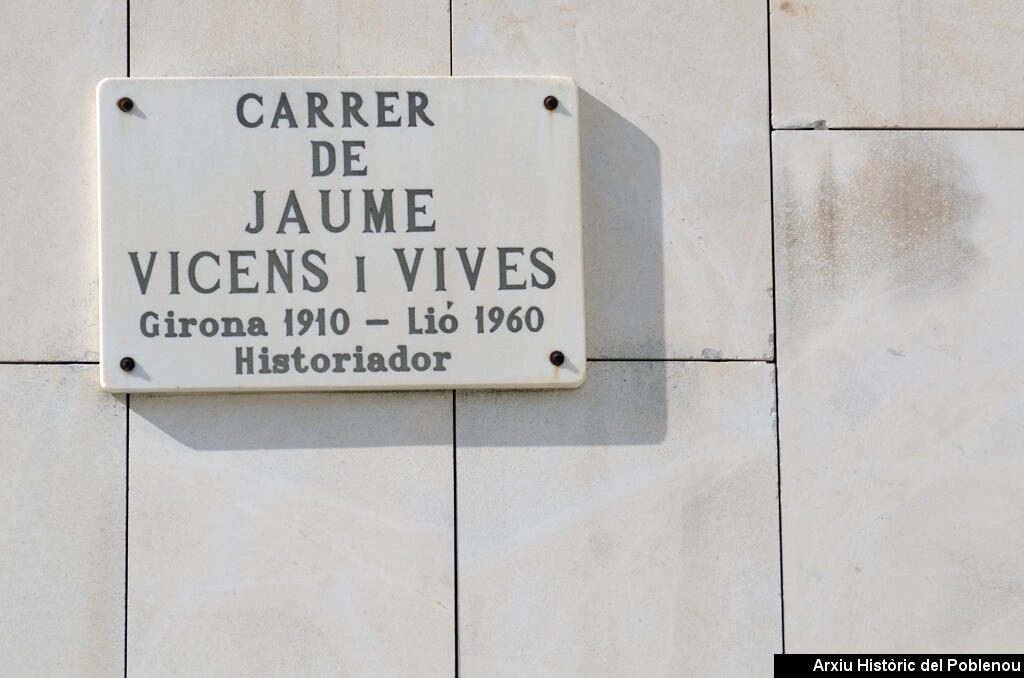 CARRER
DE
JAUME
VICENS I VIVES
Girona 1910 – Lió 1960
Historiador
Arxiu Històric del Poblenou